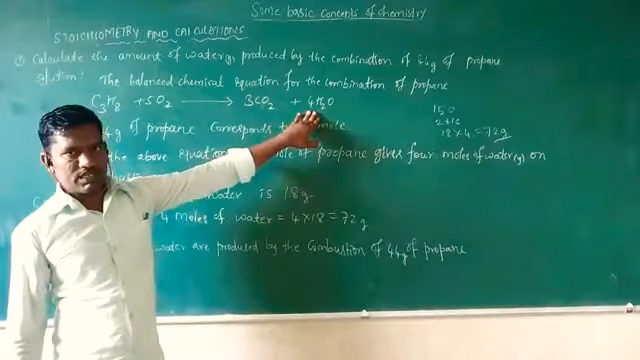 Some basic concepts of chemistry
STOICHIOMETRY AND CALCULATIONS
Calculate the amount of water(g) produced by the combination of 44g of propane
Solution: The balanced chemical equation for the combination of propane
C3H8 + 5O2 → 3CO2 + 4H2O
4g of propane corresponds to mole
18×4 = 72g
the above equation of propane gives four moles of water(g) on
water is 18g
4 moles of water = 4×18 = 72g
water are produced by the combustion of 44g of propane